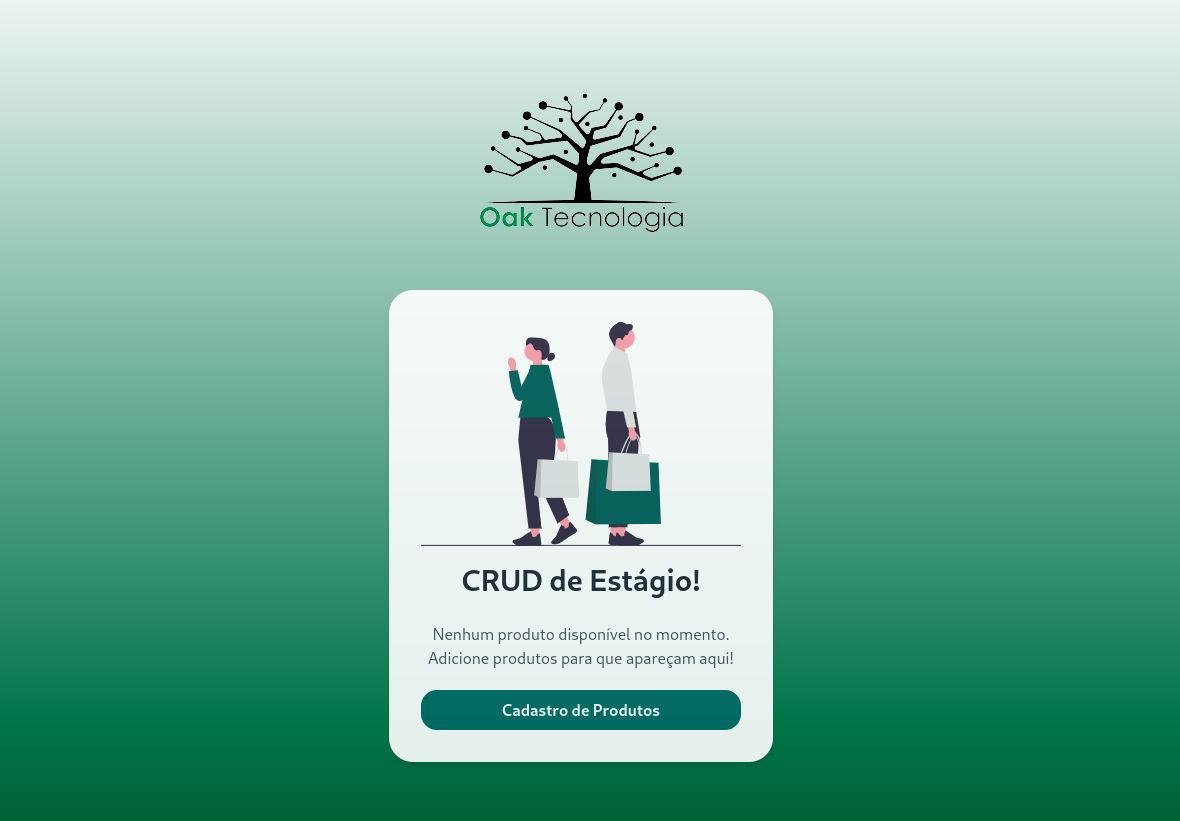 Oak Tecnologia
CRUD de Estágio!
Nenhum produto disponível no momento.
Adicione produtos para que apareçam aqui!
Cadastro de Produtos